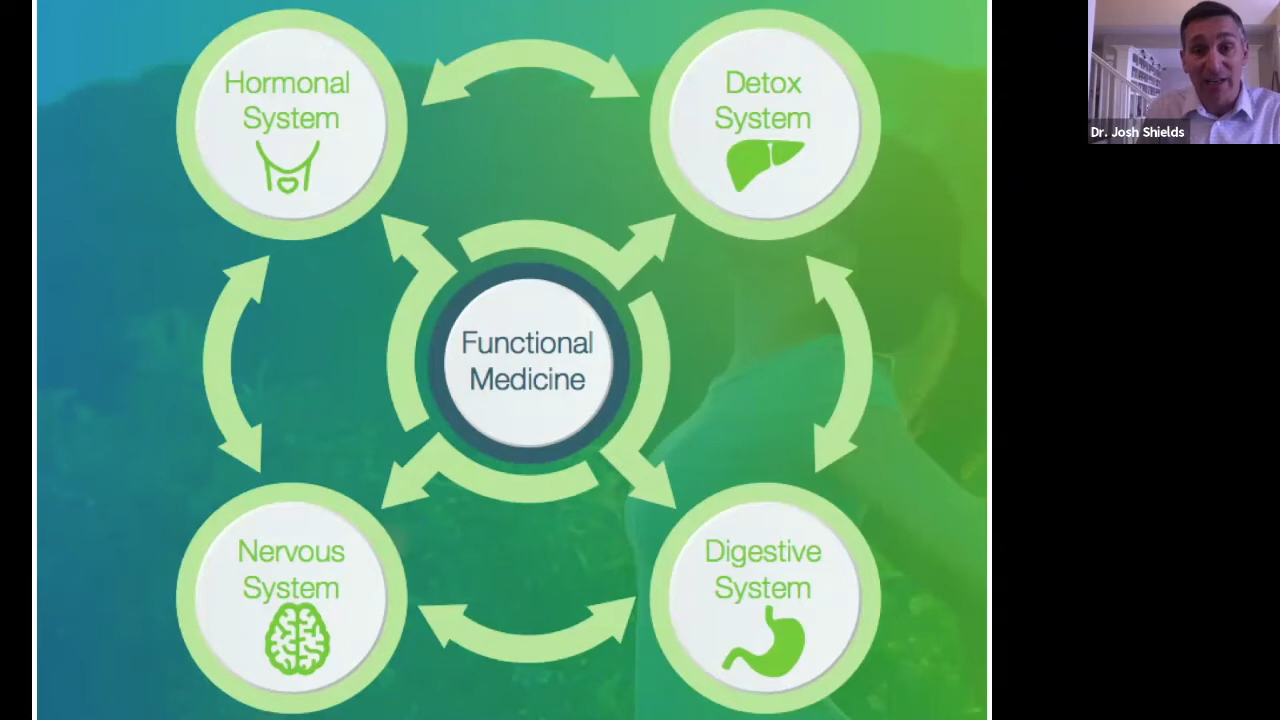 Hormonal
System
Detox
System
Dr. Josh Shields
Functional
Medicine
Nervous
System
Digestive
System